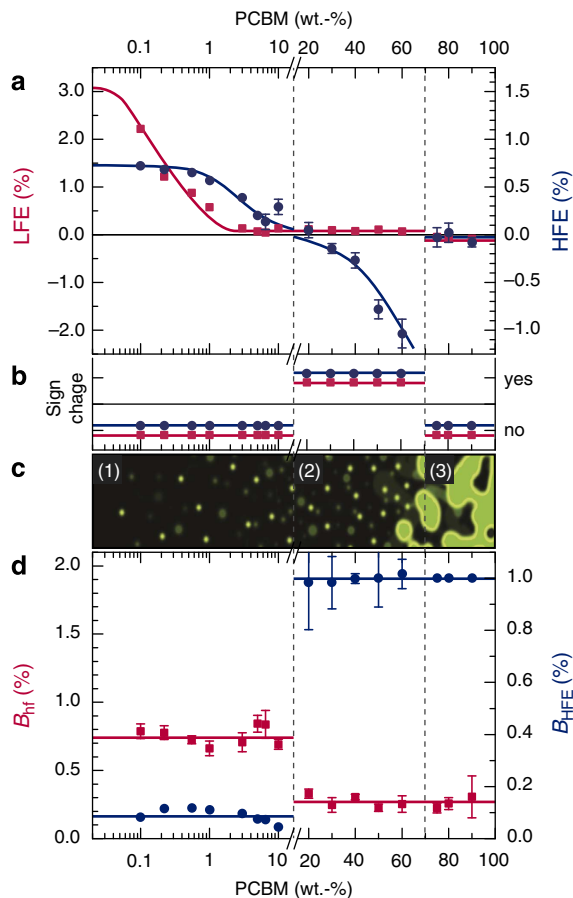 PCBM (wt.-%)
0.1 1 10 20 40 60 80 100
a
3.0 2.0 1.0 0.0 −1.0 −2.0
LFE (%)
1.5 1.0 0.5 0.0 −0.5 −1.0
HFE (%)
b
Sign
chage
yes
no
c
(1) (2) (3)
d
2.0 1.5 1.0 0.5 0.0
Bhf (%)
1.0 0.8 0.6 0.4 0.2 0.0
BHFE (%)
0.1 1 10 20 40 60 80 100
PCBM (wt.-%)